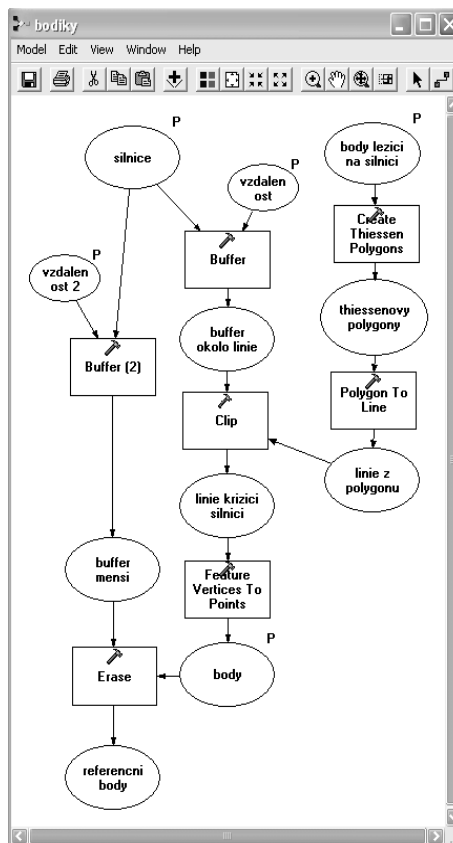 bodiky
Model Edit View Window Help
P
silnice
P
vzdalen
ost
P
body lezici
na silnici
P
vzdalen
ost 2
Buffer
Create
Thiessen
Polygons
Buffer (2)
buffer
okolo linie
thiessenovy
polygony
Clip
Polygon To
Line
linie krizici
silnici
linie z
polygonu
buffer
mensi
Feature
Vertices To
Points
P
Erase
body
referencni
body